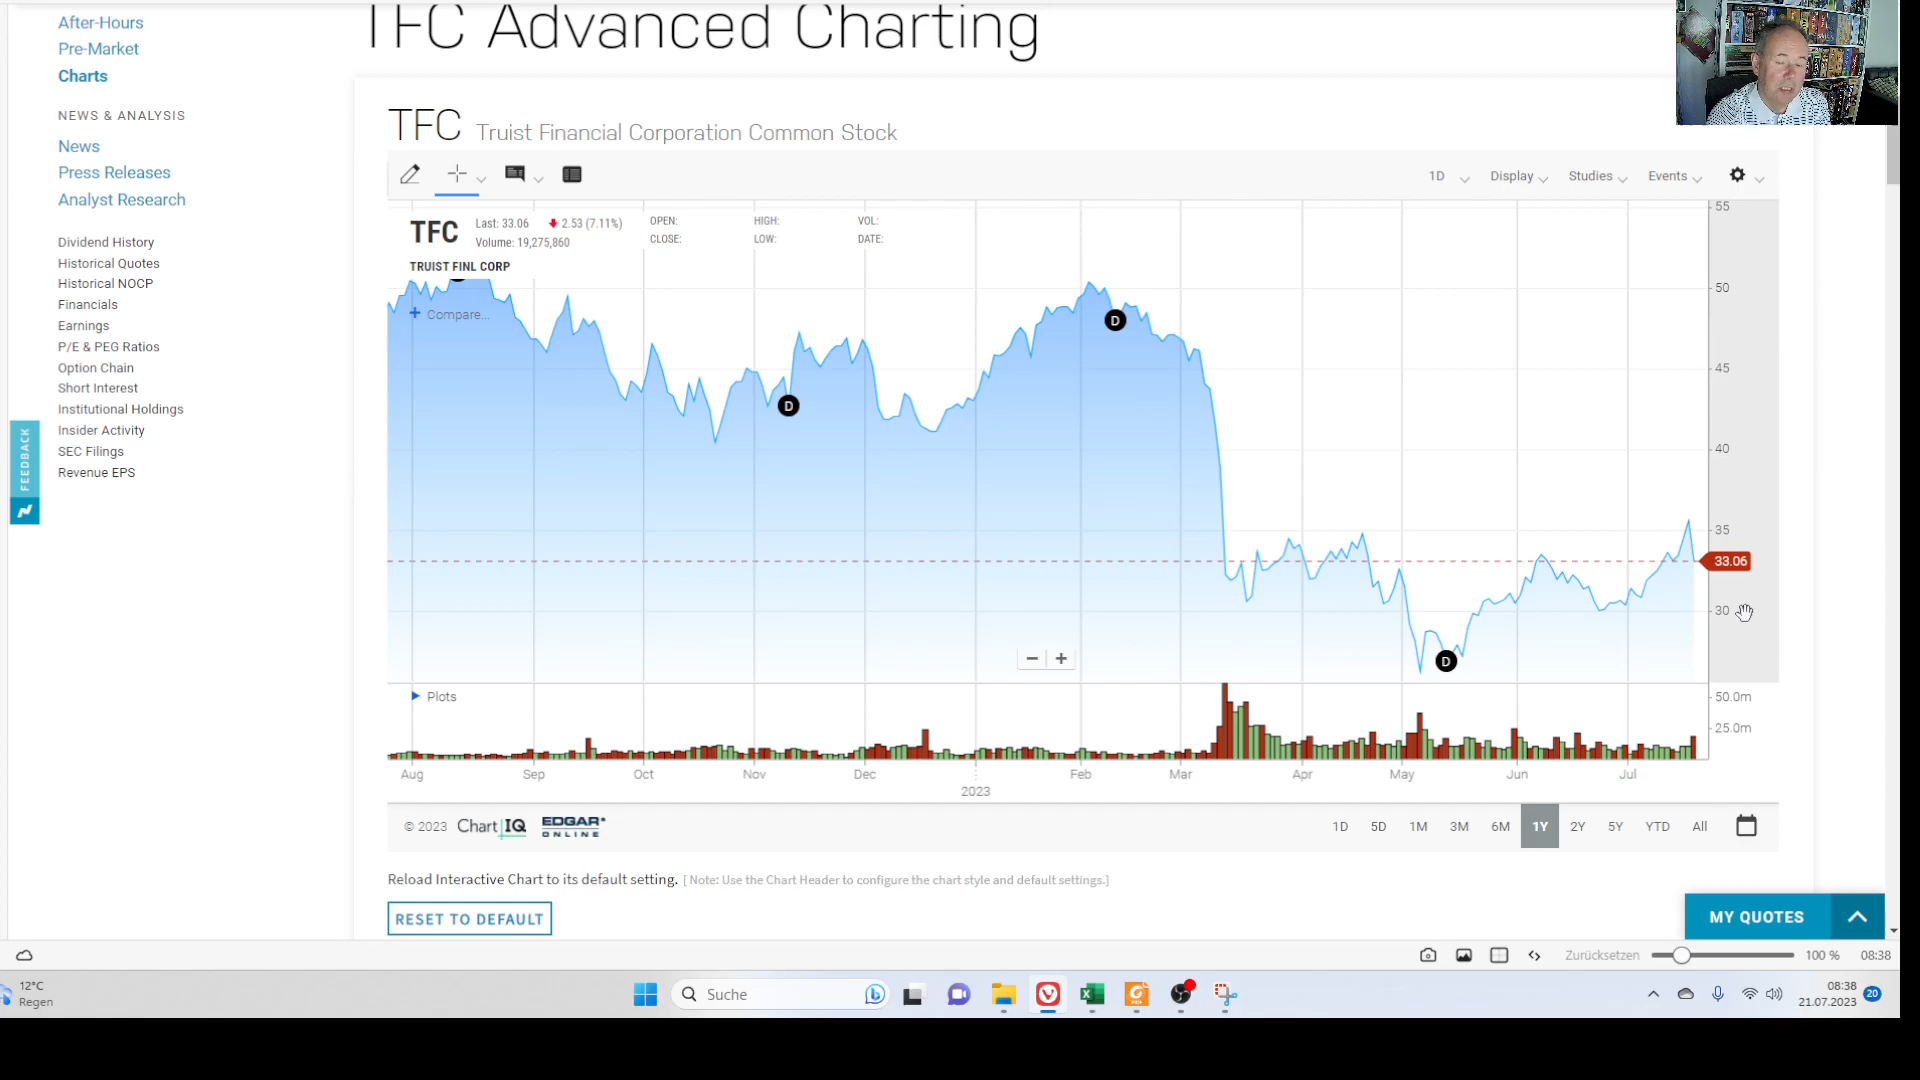 TFC Advanced Charting
After-Hours
Pre-Market
Charts
NEWS & ANALYSIS
News
Press Releases
Analyst Research
Dividend History
Historical Quotes
Historical NOCP
Financials
Earnings
P/E & PEG Ratios
Option Chain
Short Interest
Institutional Holdings
Insider Activity
SEC Filings
Revenue EPS
FEEDBACK
TFC Truist Financial Corporation Common Stock
1D Display Studies Events
TFC Last: 33.06 2.53 (7.11%) OPEN: HIGH: VOL:
Volume: 19,275,860 CLOSE: LOW: DATE:
TRUIST FINL CORP
+ Compare...
D
D
D
55
50
45
40
35
33.06
30
− +
Plots
50.0m
25.0m
Aug Sep Oct Nov Dec Feb Mar Apr May Jun Jul
2023
© 2023 ChartIQ EDGAR® ONLINE
1D 5D 1M 3M 6M 1Y 2Y 5Y YTD All
Reload Interactive Chart to its default setting. [ Note: Use the Chart Header to configure the chart style and default settings.]
RESET TO DEFAULT
MY QUOTES
Zurücksetzen 100 % 08:38
12°C
Regen
Suche
08:38
21.07.2023 20